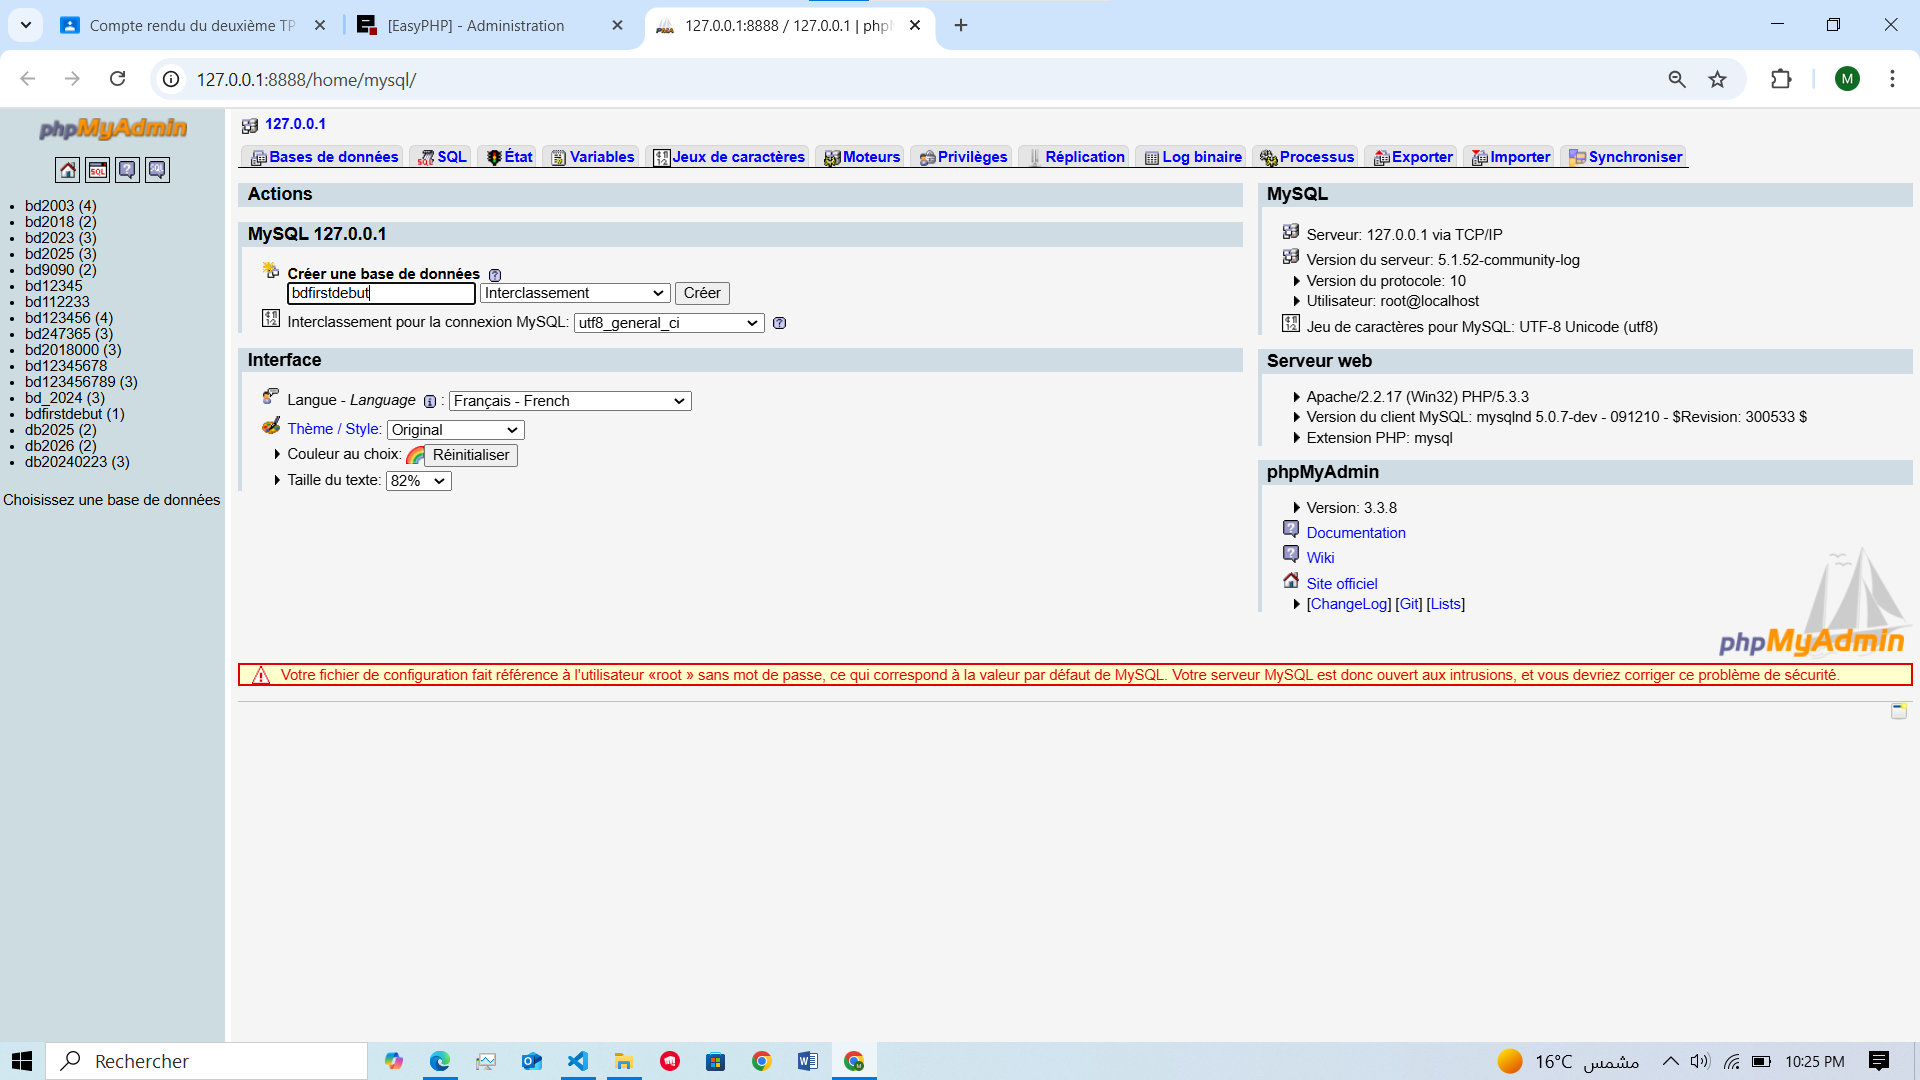 Compte rendu du deuxième TP
[EasyPHP] - Administration
127.0.0.1:8888 / 127.0.0.1 | phpM
127.0.0.1:8888/home/mysql/
M
phpMyAdmin
SQL
bd2003 (4)
bd2018 (2)
bd2023 (3)
bd2025 (3)
bd9090 (2)
bd12345
bd112233
bd123456 (4)
bd247365 (3)
bd2018000 (3)
bd12345678
bd123456789 (3)
bd_2024 (3)
bdfirstdebut (1)
db2025 (2)
db2026 (2)
db20240223 (3)
Choisissez une base de données
127.0.0.1
Bases de données SQL État Variables Jeux de caractères Moteurs Privilèges Réplication Log binaire Processus Exporter Importer Synchroniser
Actions
MySQL 127.0.0.1
Créer une base de données
bdfirstdebut Interclassement Créer
Interclassement pour la connexion MySQL: utf8_general_ci
Interface
Langue - Language : Français - French
Thème / Style: Original
Couleur au choix: Réinitialiser
Taille du texte: 82%
MySQL
Serveur: 127.0.0.1 via TCP/IP
Version du serveur: 5.1.52-community-log
Version du protocole: 10
Utilisateur: root@localhost
Jeu de caractères pour MySQL: UTF-8 Unicode (utf8)
Serveur web
Apache/2.2.17 (Win32) PHP/5.3.3
Version du client MySQL: mysqlnd 5.0.7-dev - 091210 - $Revision: 300533 $
Extension PHP: mysql
phpMyAdmin
Version: 3.3.8
Documentation
Wiki
Site officiel
[ChangeLog] [Git] [Lists]
phpMyAdmin
Votre fichier de configuration fait référence à l'utilisateur «root » sans mot de passe, ce qui correspond à la valeur par défaut de MySQL. Votre serveur MySQL est donc ouvert aux intrusions, et vous devriez corriger ce problème de sécurité.
Rechercher
16°C مشمس
10:25 PM